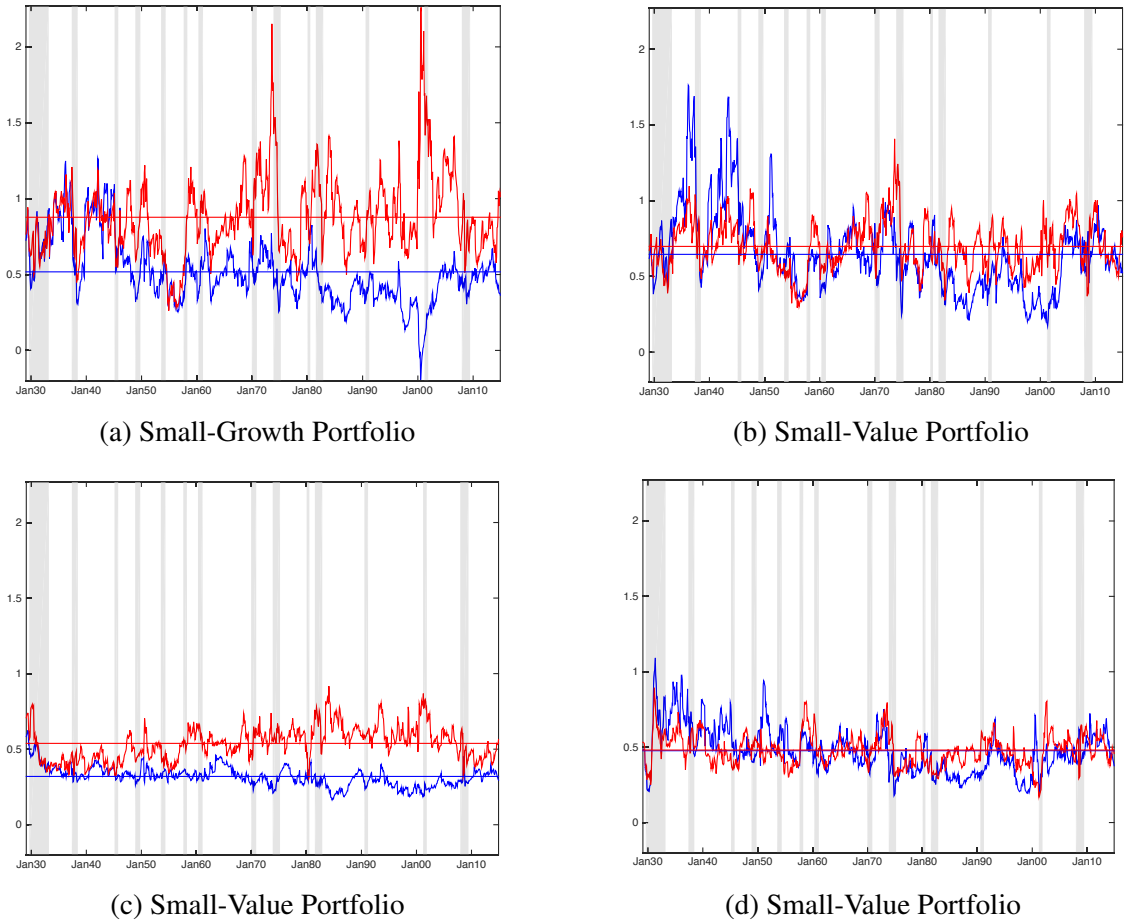 2
1.5
1
0.5
0
Jan30 Jan40 Jan50 Jan60 Jan70 Jan80 Jan90 Jan00 Jan10
(a) Small-Growth Portfolio
2
1.5
1
0.5
0
Jan30 Jan40 Jan50 Jan60 Jan70 Jan80 Jan90 Jan00 Jan10
(b) Small-Value Portfolio
2
1.5
1
0.5
0
Jan30 Jan40 Jan50 Jan60 Jan70 Jan80 Jan90 Jan00 Jan10
(c) Small-Value Portfolio
2
1.5
1
0.5
0
Jan30 Jan40 Jan50 Jan60 Jan70 Jan80 Jan90 Jan00 Jan10
(d) Small-Value Portfolio